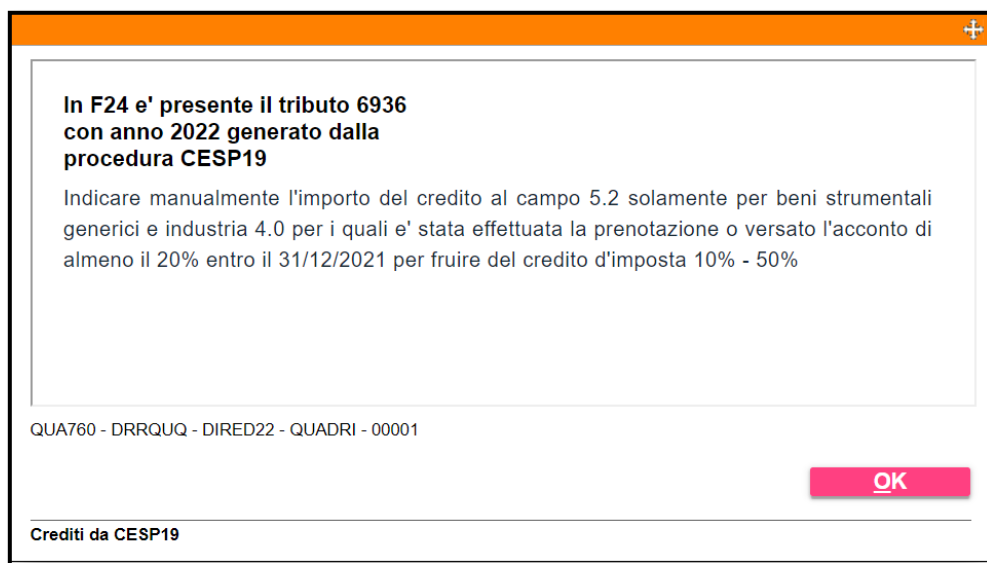 In F24 e' presente il tributo 6936
con anno 2022 generato dalla
procedura CESP19
Indicare manualmente l'importo del credito al campo 5.2 solamente per beni strumentali
generici e industria 4.0 per i quali e' stata effettuata la prenotazione o versato l'acconto di
almeno il 20% entro il 31/12/2021 per fruire del credito d'imposta 10% - 50%
QUA760 - DRRQUQ - DIRED22 - QUADRI - 00001
OK
Crediti da CESP19